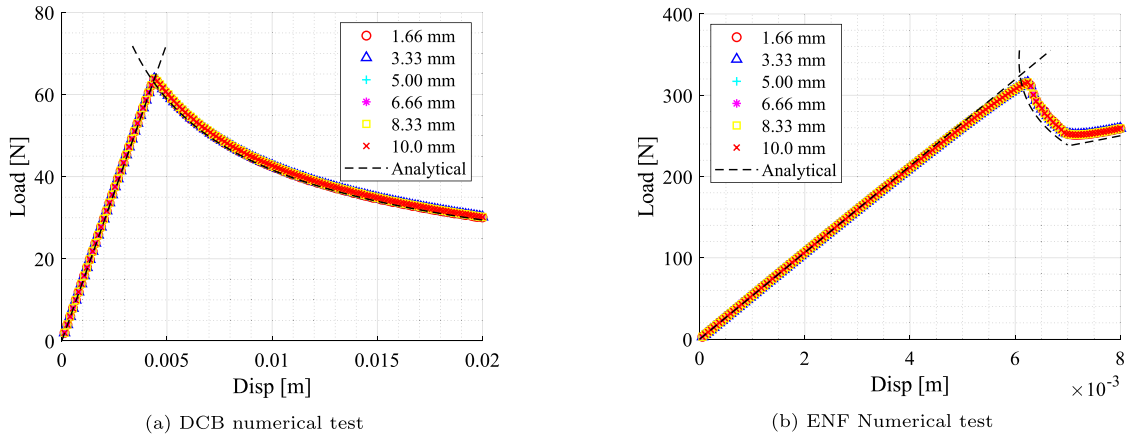 80
60
40
20
0
Load [N]
1.66 mm
3.33 mm
5.00 mm
6.66 mm
8.33 mm
10.0 mm
Analytical
0 0.005 0.01 0.015 0.02
Disp [m]
(a) DCB numerical test
400
300
200
100
0
Load [N]
1.66 mm
3.33 mm
5.00 mm
6.66 mm
8.33 mm
10.0 mm
Analytical
0 2 4 6 8
Disp [m]
×10⁻³
(b) ENF Numerical test